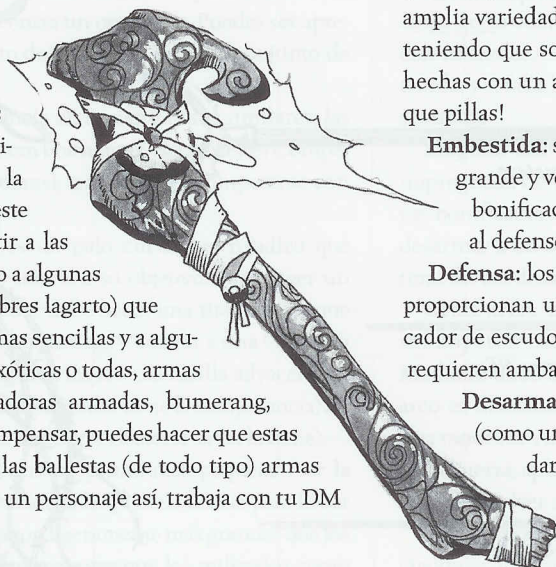 i-
la
este
tir a las
o a algunas
bres lagarto) que
mas sencillas y a algu-
xóticas o todas, armas
adoras armadas, bumerang,
mpensar, puedes hacer que estas
las ballestas (de todo tipo) armas
un personaje así, trabaja con tu DM
amplia variedad
teniendo que so
hechas con un a
que pillas!
Embestida: s
grande y ve
bonificac
al defenso
Defensa: los
proporcionan u
cador de escudo
requieren amba
Desarma
(como un
dar